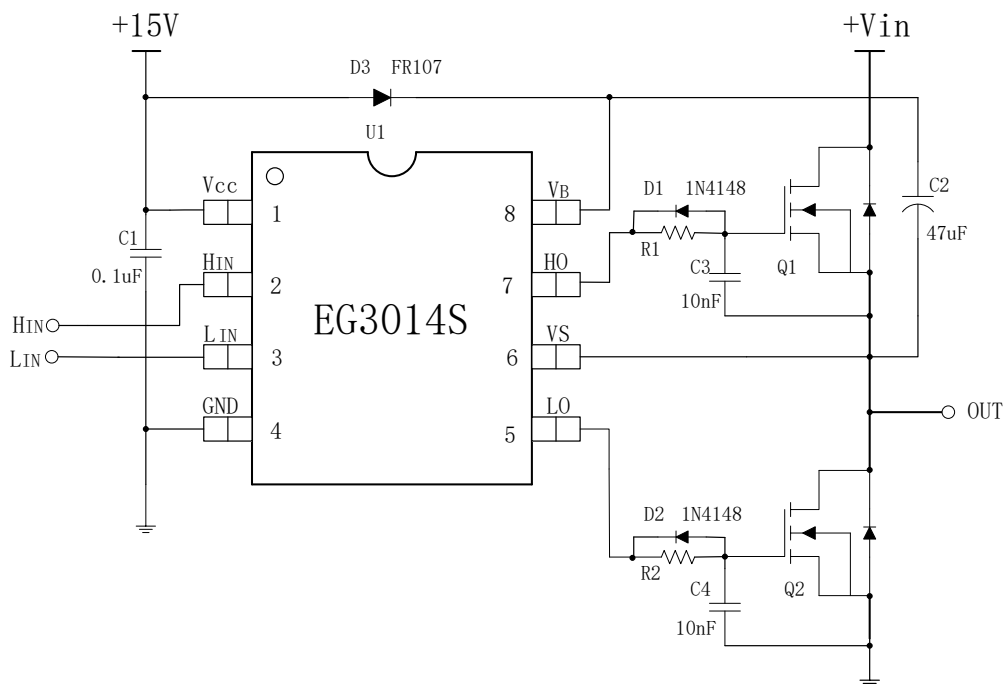 +15V
+Vin
D3 FR107
U1
Vcc
1
VB
8
D1 1N4148
C2
47uF
C1
0.1uF
HIN
2
HO
7
R1
C3
10nF
Q1
EG3014S
HIN
LIN
LIN
3
VS
6
GND
4
LO
5
OUT
D2 1N4148
R2
C4
10nF
Q2